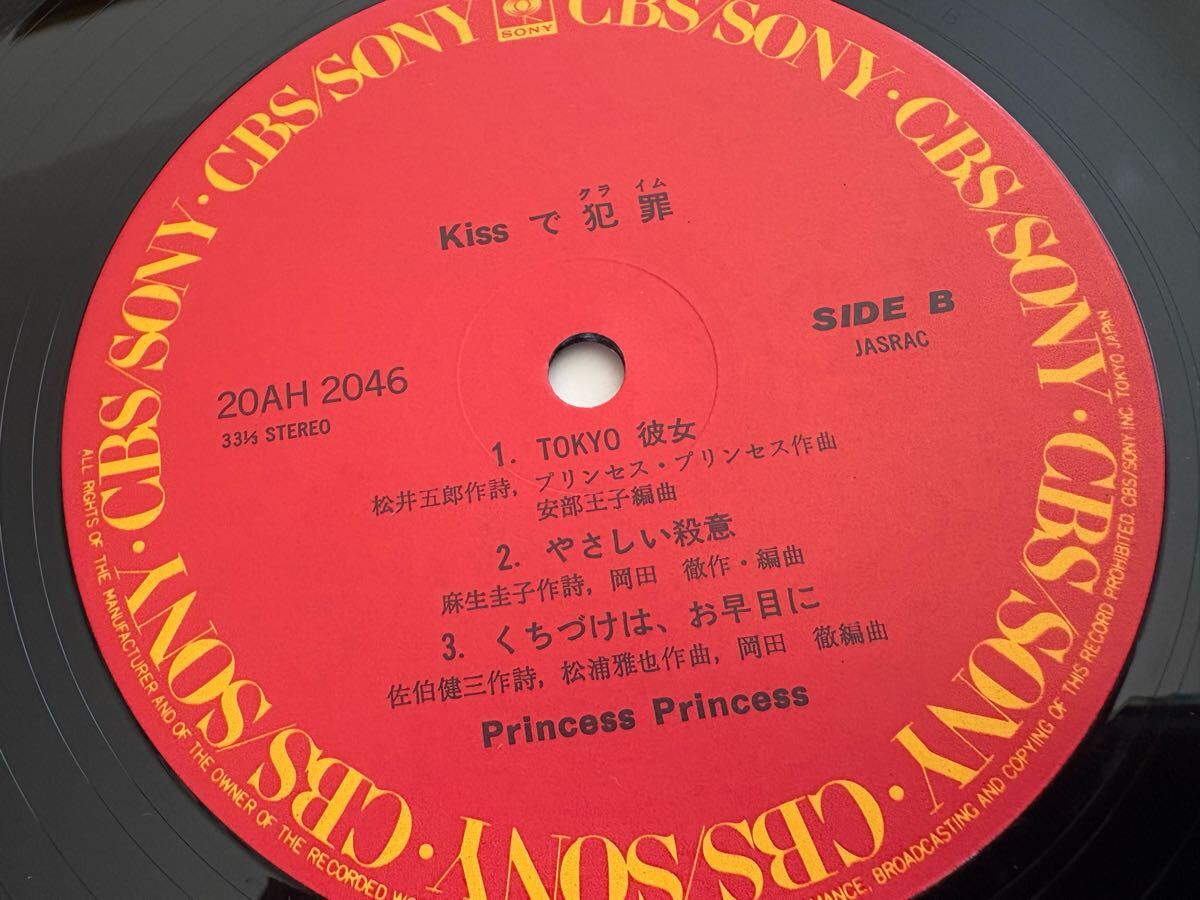 CBS/SONY · CBS/SONY · CBS/SONY · CBS/SONY · CBS/SONY · CBS/SONY · CBS/SONY · CBS/SONY · CBS/SONY · CBS/SONY
SONY
クライム
Kiss で犯罪
SIDE B
JASRAC
20AH 2046
33⅓ STEREO
1. TOKYO 彼女
松井五郎作詩, プリンセス・プリンセス作曲
安部王子編曲
2. やさしい殺意
麻生圭子作詩, 岡田 徹作・編曲
3. くちづけは、お早目に
佐伯健三作詩, 松浦雅也作曲, 岡田 徹編曲
Princess Princess
ALL RIGHTS OF THE MANUFACTURER AND OF THE OWNER OF THE RECORDED
BROADCASTING AND COPYING OF THIS RECORD PROHIBITED. CBS/SONY INC. TOKYO JAPAN